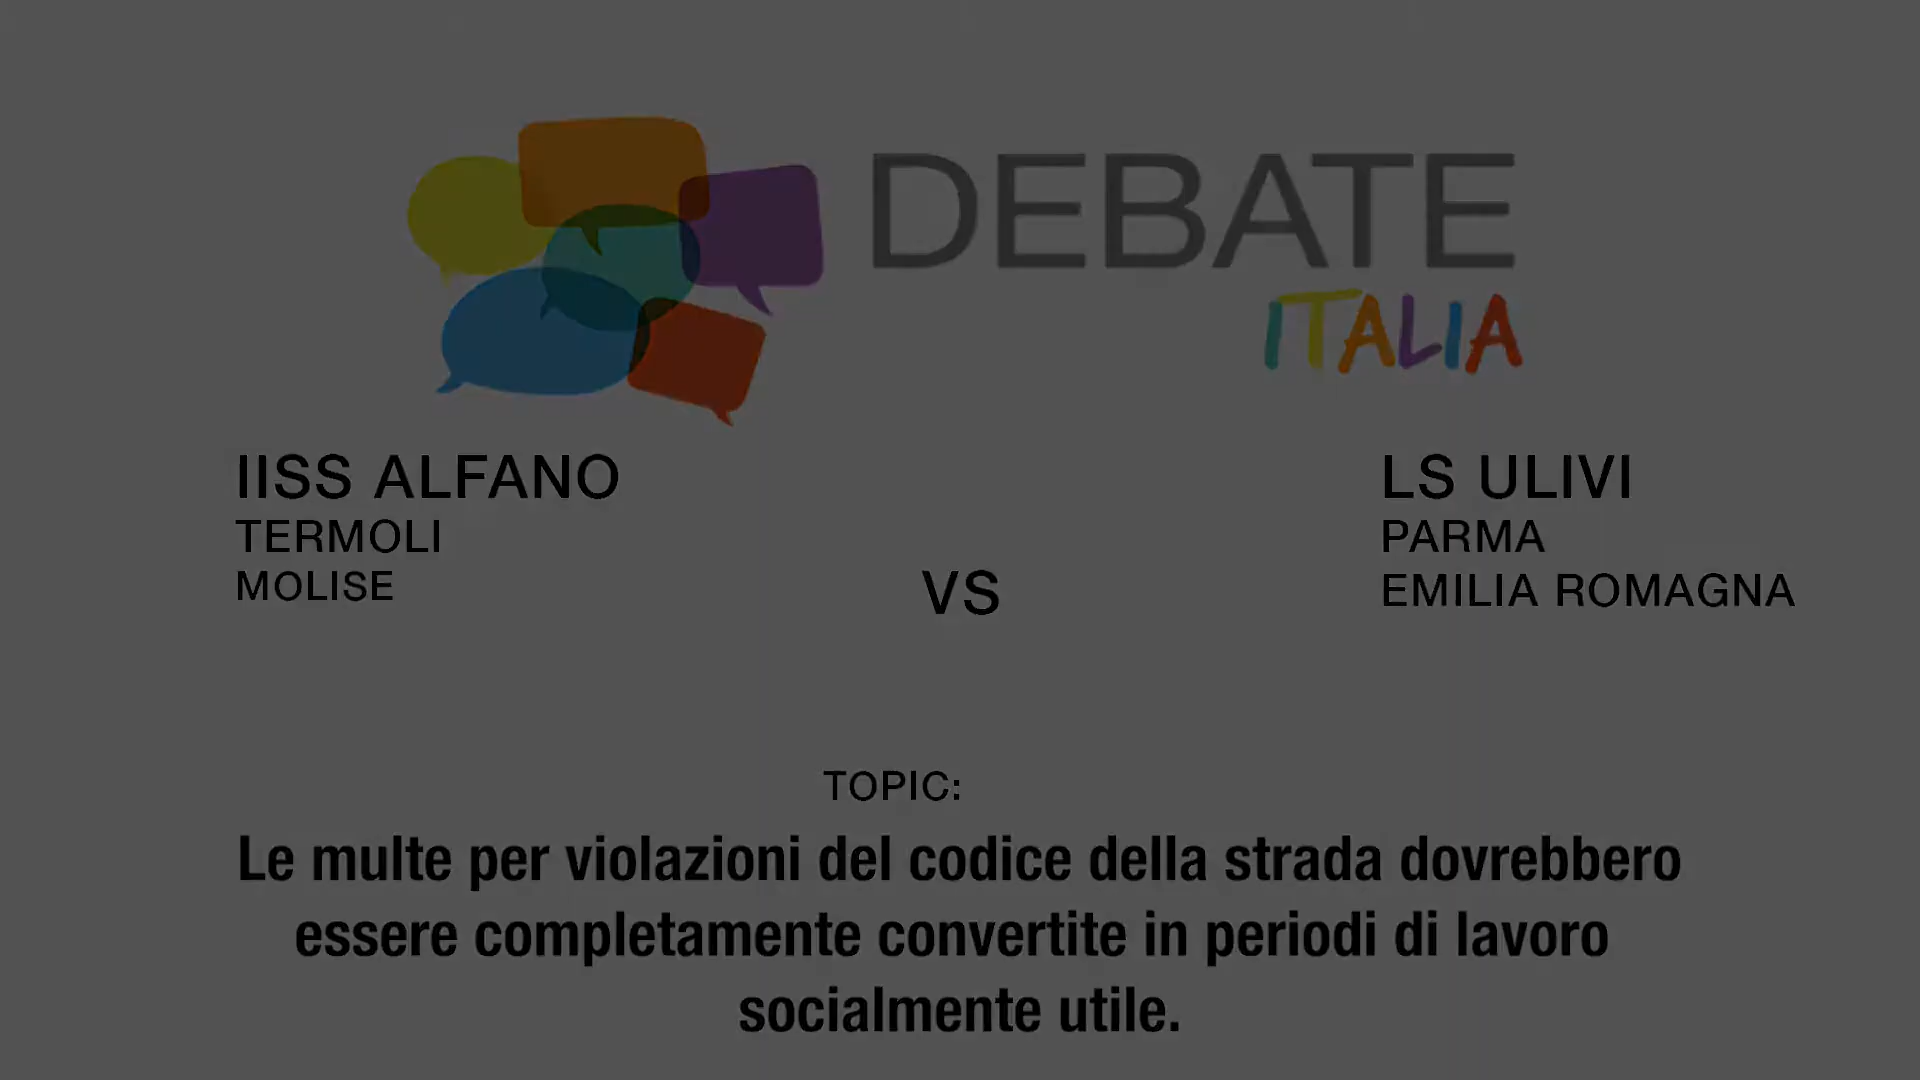 DEBATE
ITALIA
IISS ALFANO
TERMOLI
MOLISE
VS
LS ULIVI
PARMA
EMILIA ROMAGNA
TOPIC:
Le multe per violazioni del codice della strada dovrebbero
essere completamente convertite in periodi di lavoro
socialmente utile.